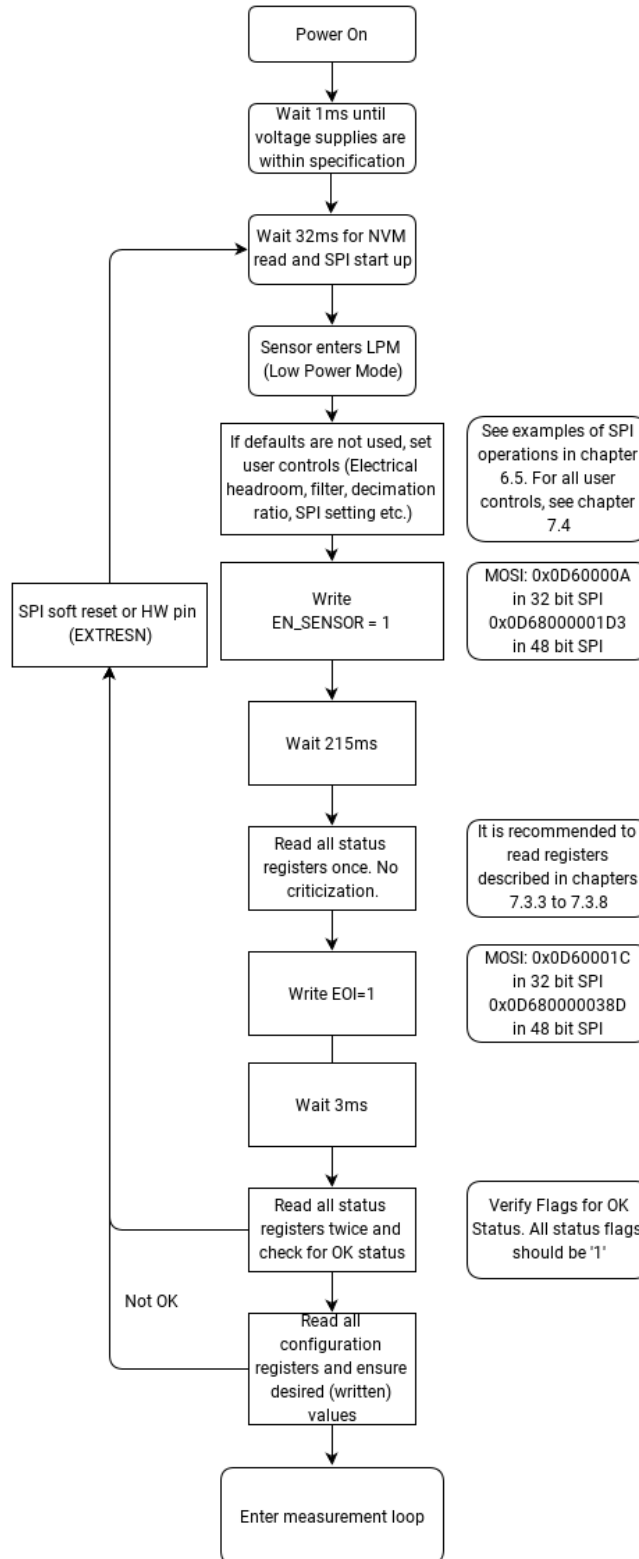 Power On
Wait 1ms until
voltage supplies are
within specification
Wait 32ms for NVM
read and SPI start up
Sensor enters LPM
(Low Power Mode)
If defaults are not used, set
user controls (Electrical
headroom, filter, decimation
ratio, SPI setting etc.)
See examples of SPI
operations in chapter
6.5. For all user
controls, see chapter
7.4
SPI soft reset or HW pin
(EXTRESN)
Write
EN_SENSOR = 1
MOSI: 0x0D60000A
in 32 bit SPI
0x0D68000001D3
in 48 bit SPI
Wait 215ms
Read all status
registers once. No
criticization.
It is recommended to
read registers
described in chapters
7.3.3 to 7.3.8
Write EOI=1
MOSI: 0x0D60001C
in 32 bit SPI
0x0D680000038D
in 48 bit SPI
Wait 3ms
Read all status
registers twice and
check for OK status
Verify Flags for OK
Status. All status flags
should be '1'
Not OK
Read all
configuration
registers and ensure
desired (written)
values
Enter measurement loop